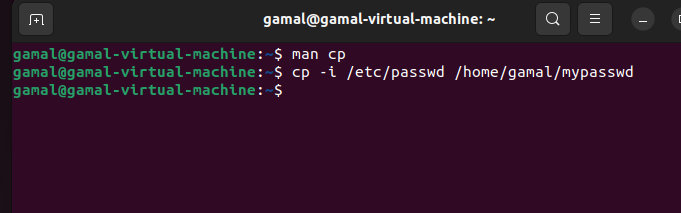 gamal@gamal-virtual-machine: ~
gamal@gamal-virtual-machine:~$ man cp
gamal@gamal-virtual-machine:~$ cp -i /etc/passwd /home/gamal/mypasswd
gamal@gamal-virtual-machine:~$